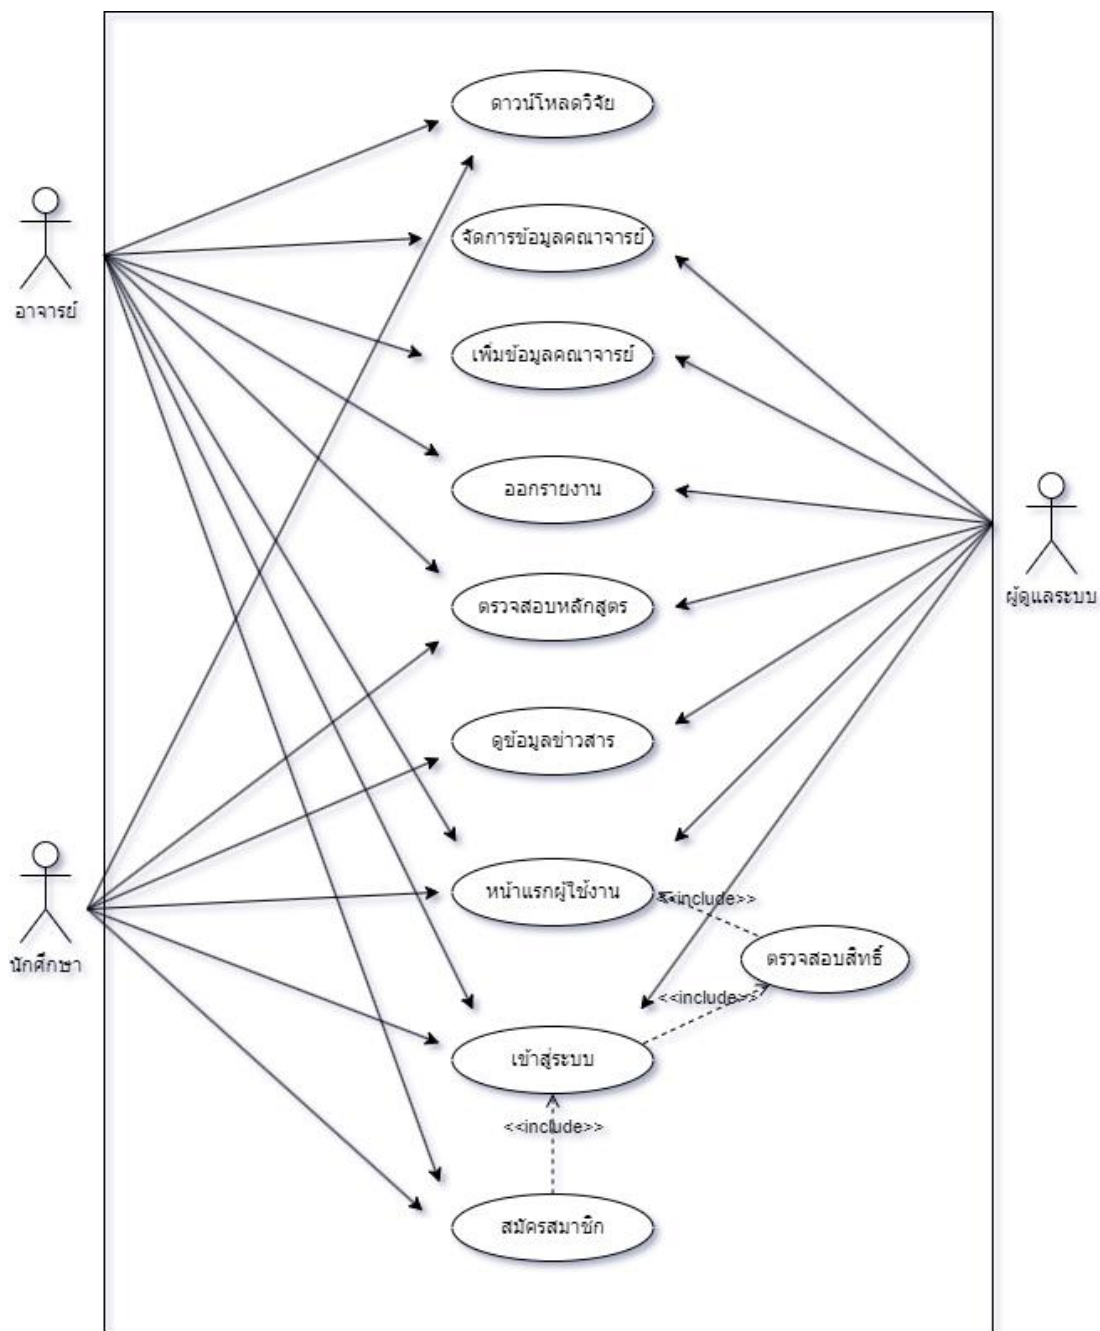 ดาวน์โหลดวิจัย
จัดการข้อมูลคณาจารย์
อาจารย์
เพิ่มข้อมูลคณาจารย์
ออกรายงาน
ตรวจสอบหลักสูตร
ผู้ดูแลระบบ
ดูข้อมูลข่าวสาร
หน้าแรกผู้ใช้งาน
<<include>>
นักศึกษา
ตรวจสอบสิทธิ์
<<include>>
เข้าสู่ระบบ
<<include>>
สมัครสมาชิก